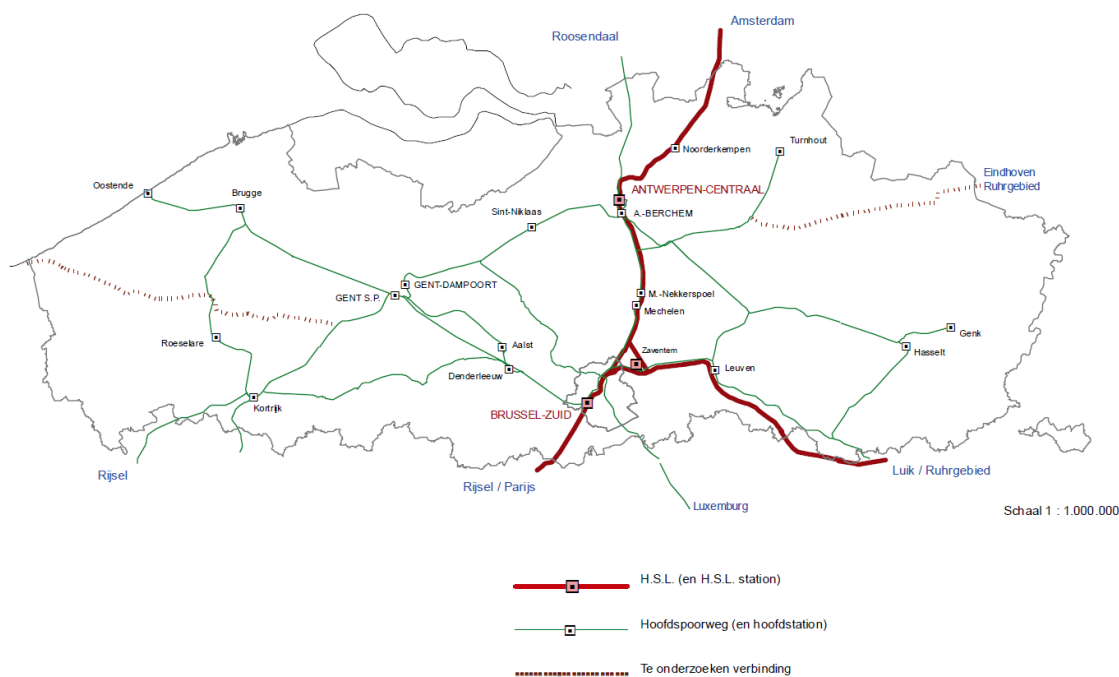 Amsterdam
Roosendaal
Turnhout
Noorderkempen
Eindhoven
Ruhrgebied
Oostende
Brugge
ANTWERPEN-CENTRAAL
Sint-Niklaas
A.-BERCHEM
GENT-DAMPOORT
GENT S.P.
M.-Nekkerspoel
Mechelen
Genk
Roeselare
Aalst
Zaventem
Hasselt
Denderleeuw
Leuven
Kortrijk
BRUSSEL-ZUID
Rijsel
Rijsel / Parijs
Luik / Ruhrgebied
Luxemburg
Schaal 1 : 1.000.000
H.S.L. (en H.S.L. station)
Hoofdspoorweg (en hoofdstation)
Te onderzoeken verbinding